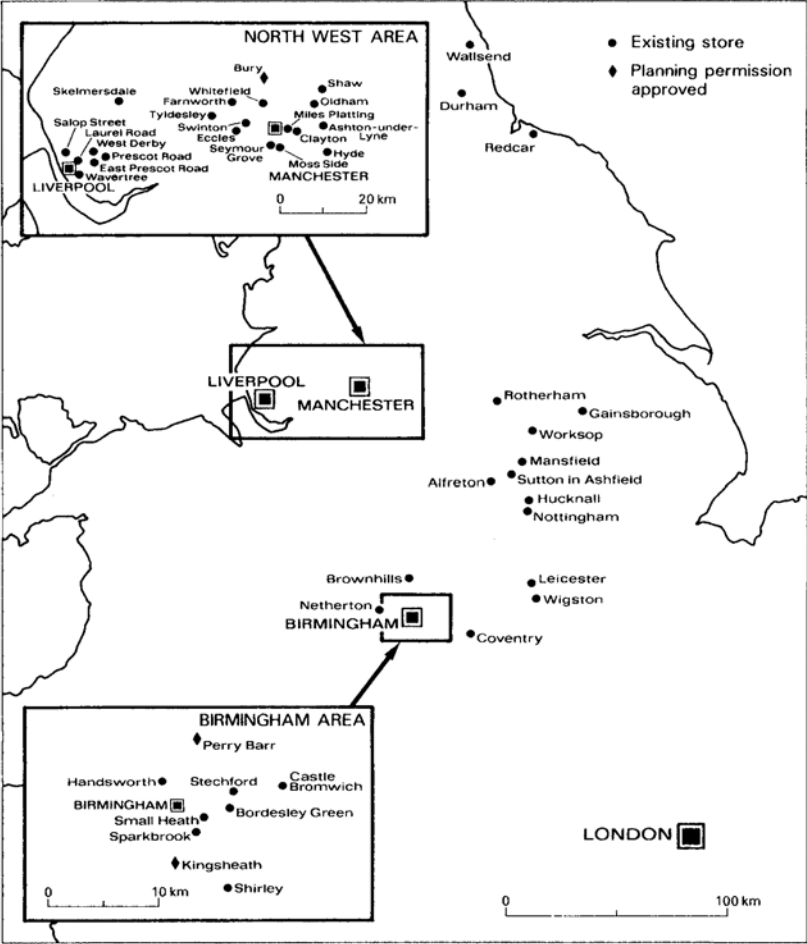 NORTH WEST AREA
Bury
Skelmersdale
Whitefield
Shaw
Farnworth
Oldham
Tyldesley
Miles Platting
Salop Street
Swinton
Ashton-under-
Lyne
Laurel Road
Eccles
Clayton
West Derby
Seymour
Grove
Prescot Road
Hyde
East Prescot Road
Moss Side
Wavertree
LIVERPOOL
MANCHESTER
0 20 km
Existing store
Planning permission
approved
Wallsend
Durham
Redcar
LIVERPOOL
MANCHESTER
Rotherham
Gainsborough
Worksop
Mansfield
Alfreton
Sutton in Ashfield
Hucknall
Nottingham
Brownhills
Leicester
Netherton
Wigston
BIRMINGHAM
Coventry
BIRMINGHAM AREA
Perry Barr
Handsworth
Stechford
Castle
Bromwich
BIRMINGHAM
Small Heath
Bordesley Green
Sparkbrook
Kingsheath
Shirley
0 10 km
LONDON
0 100 km